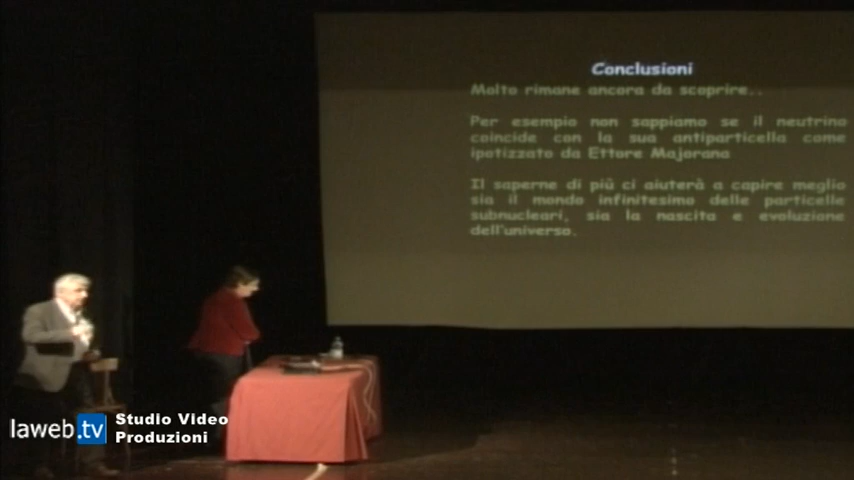 Conclusioni
Molto rimane ancora da scoprire..
Per esempio non sappiamo se il neutrino
coincide con la sua antiparticella come
ipotizzato da Ettore Majorana
Il saperne di più ci aiuterà a capire meglio
sia il mondo infinitesimo delle particelle
subnucleari, sia la nascita e evoluzione
dell'universo.
laweb.tv
Studio Video
Produzioni